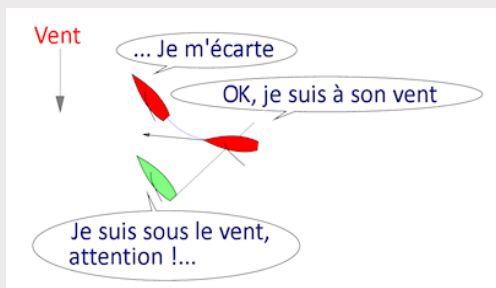 Vent
... Je m'écarte
OK, je suis à son vent
Je suis sous le vent,
attention !...